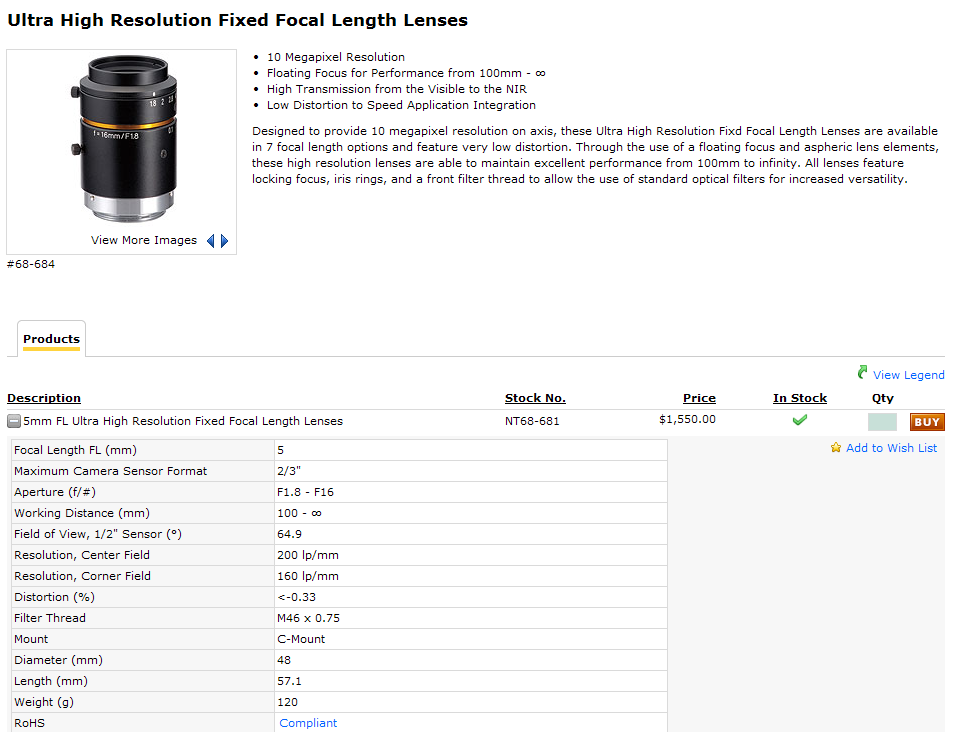 Ultra High Resolution Fixed Focal Length Lenses
18 2 2.8
f=16mm/F1.8 0.1
View More Images
#68-684
• 10 Megapixel Resolution
• Floating Focus for Performance from 100mm - ∞
• High Transmission from the Visible to the NIR
• Low Distortion to Speed Application Integration
Designed to provide 10 megapixel resolution on axis, these Ultra High Resolution Fixd Focal Length Lenses are available
in 7 focal length options and feature very low distortion. Through the use of a floating focus and aspheric lens elements,
these high resolution lenses are able to maintain excellent performance from 100mm to infinity. All lenses feature
locking focus, iris rings, and a front filter thread to allow the use of standard optical filters for increased versatility.
Products
View Legend
Description Stock No. Price In Stock Qty
5mm FL Ultra High Resolution Fixed Focal Length Lenses NT68-681 $1,550.00 BUY
Add to Wish List
Focal Length FL (mm) 5
Maximum Camera Sensor Format 2/3"
Aperture (f/#) F1.8 - F16
Working Distance (mm) 100 - ∞
Field of View, 1/2" Sensor (°) 64.9
Resolution, Center Field 200 lp/mm
Resolution, Corner Field 160 lp/mm
Distortion (%) <-0.33
Filter Thread M46 x 0.75
Mount C-Mount
Diameter (mm) 48
Length (mm) 57.1
Weight (g) 120
RoHS Compliant